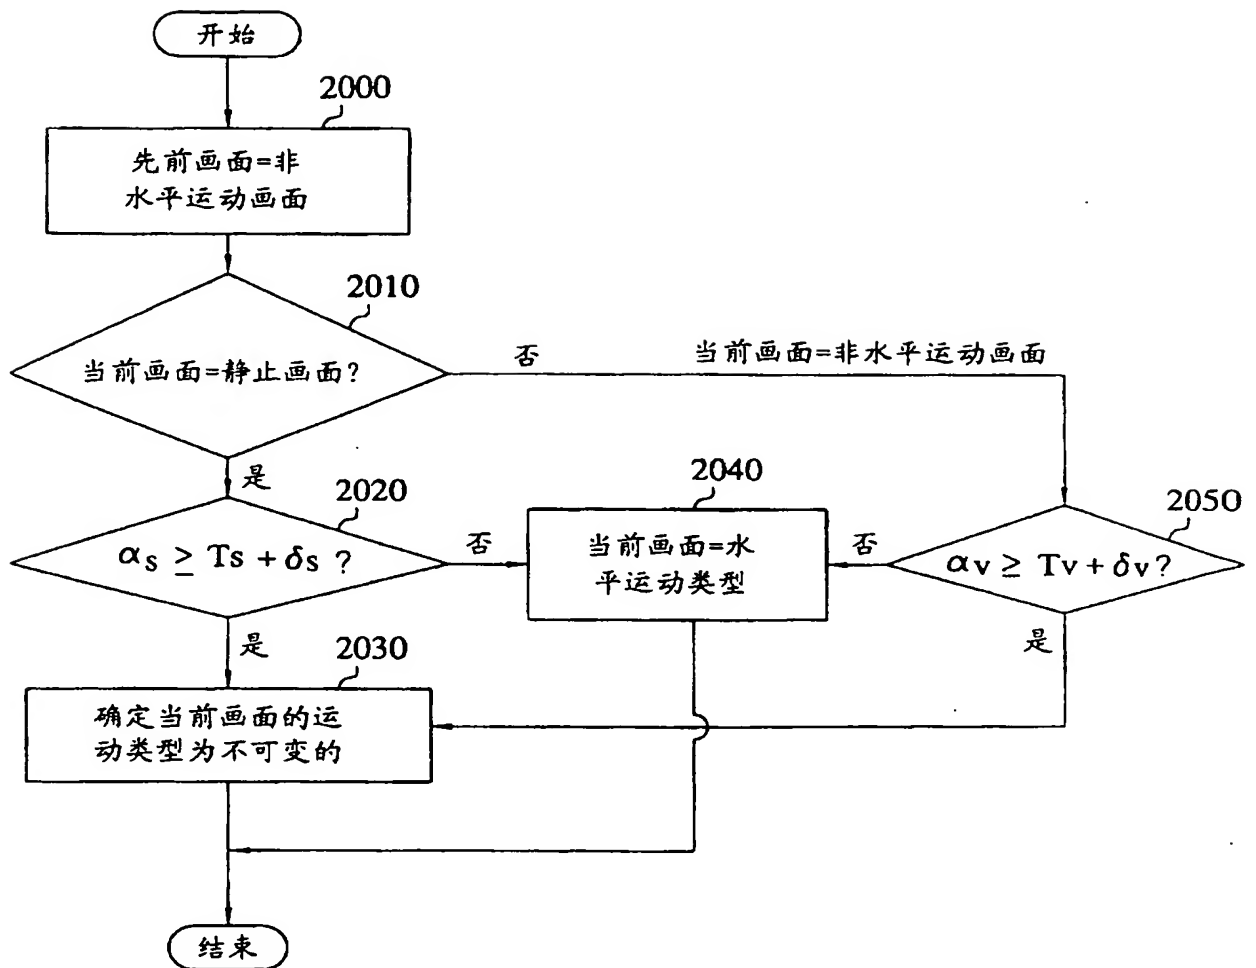 开始
2000
先前画面=非
水平运动画面
2010
当前画面=静止画面?
否
当前画面=非水平运动画面
是
2020
αs ≥ Ts + δs ?
否
2040
当前画面=水
平运动类型
否
2050
αv ≥ Tv + δv?
是
是
2030
确定当前画面的运
动类型为不可变的
结束